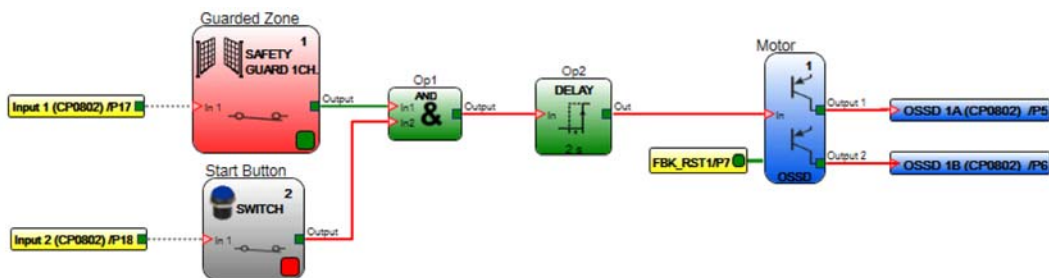 Guarded Zone
1
SAFETY
GUARD 1CH.
Input 1 (CP0802) /P17
In 1
Output
Op1
AND
&
In1
In2
Output
Op2
DELAY
In
Out
2 s
Motor
1
In
Output 1
OSSD 1A (CP0802) /P5
FBK_RST1/P7
Output 2
OSSD 1B (CP0802) /P6
OSSD
Start Button
2
SWITCH
Input 2 (CP0802) /P18
In 1
Output